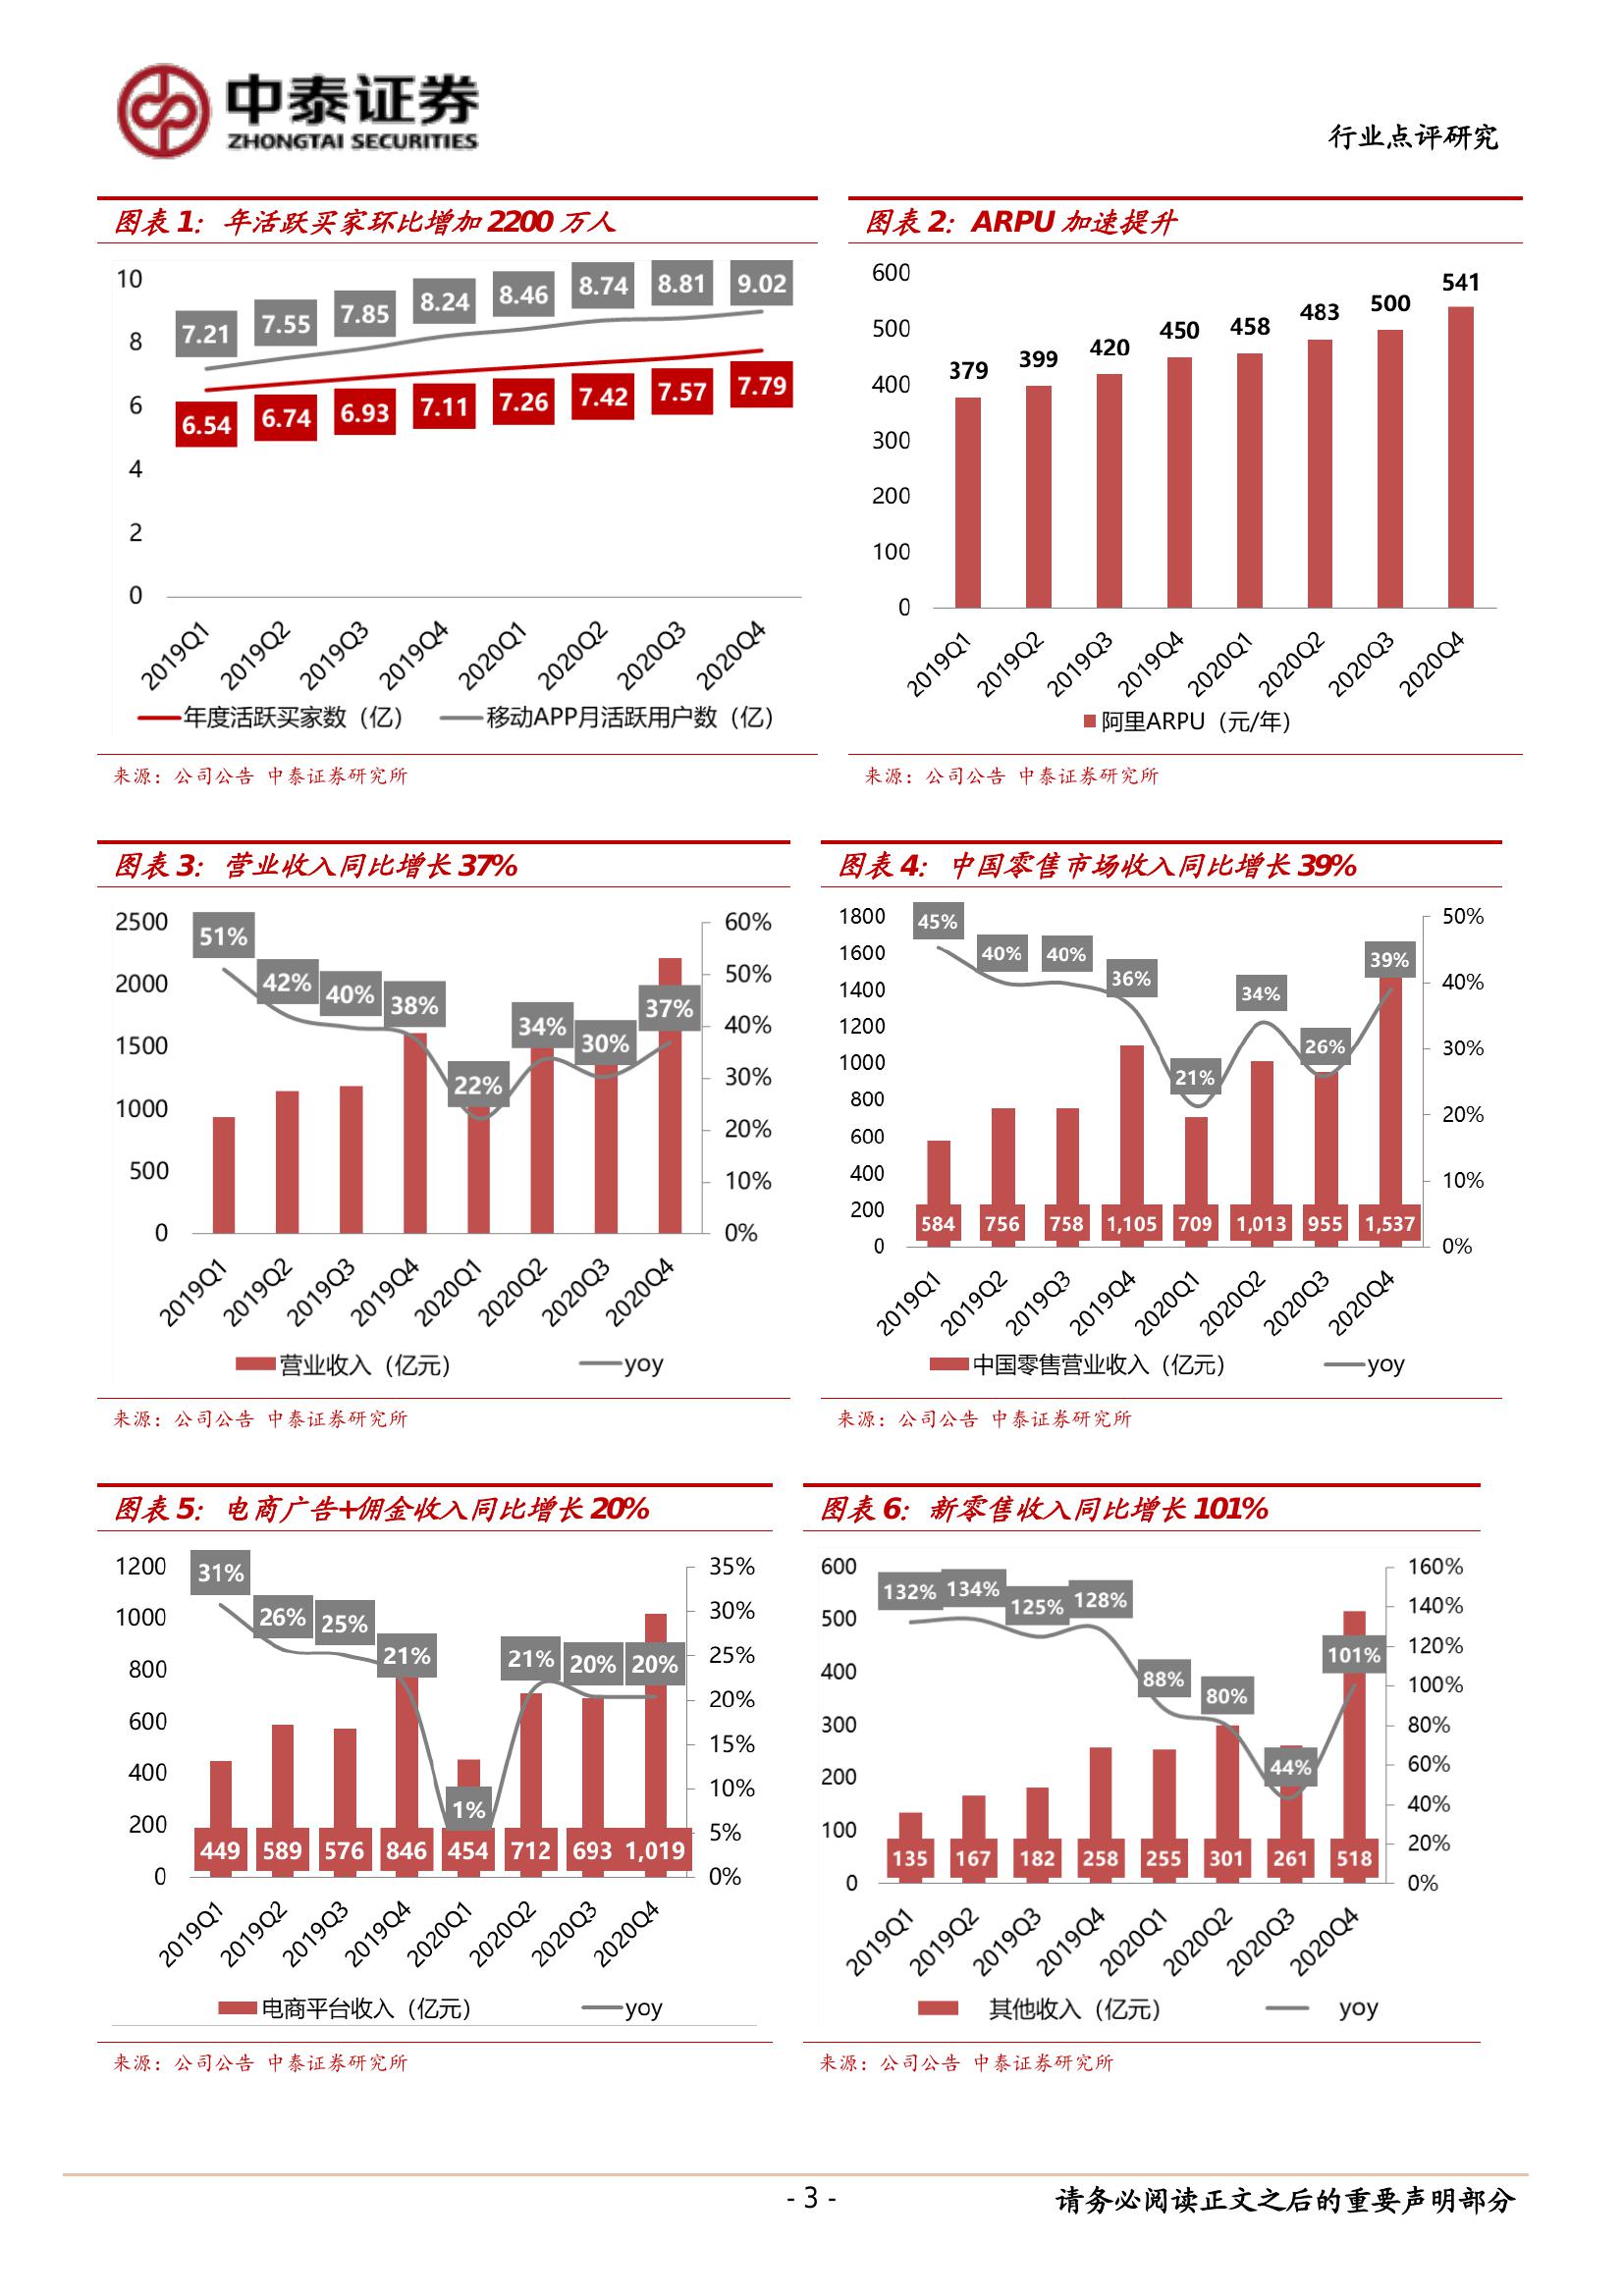 中泰证券
ZHONGTAI SECURITIES
行业点评研究
图表 1：年活跃买家环比增加 2200 万人
10
8
6
4
2
0
7.21 7.55 7.85 8.24 8.46 8.74 8.81 9.02
6.54 6.74 6.93 7.11 7.26 7.42 7.57 7.79
2019Q1 2019Q2 2019Q3 2019Q4 2020Q1 2020Q2 2020Q3 2020Q4
年度活跃买家数（亿） 移动APP月活跃用户数（亿）
来源：公司公告 中泰证券研究所
图表 2：ARPU 加速提升
600
500
400
300
200
100
0
379 399 420 450 458 483 500 541
2019Q1 2019Q2 2019Q3 2019Q4 2020Q1 2020Q2 2020Q3 2020Q4
阿里ARPU（元/年）
来源：公司公告 中泰证券研究所
图表 3：营业收入同比增长 37%
2500
2000
1500
1000
500
0
51% 42% 40% 38% 22% 34% 30% 37%
60%
50%
40%
30%
20%
10%
0%
2019Q1 2019Q2 2019Q3 2019Q4 2020Q1 2020Q2 2020Q3 2020Q4
营业收入（亿元） yoy
来源：公司公告 中泰证券研究所
图表 4：中国零售市场收入同比增长 39%
1800
1600
1400
1200
1000
800
600
400
200
0
45% 40% 40% 36% 21% 34% 26% 39%
584 756 758 1,105 709 1,013 955 1,537
50%
40%
30%
20%
10%
0%
2019Q1 2019Q2 2019Q3 2019Q4 2020Q1 2020Q2 2020Q3 2020Q4
中国零售营业收入（亿元） yoy
来源：公司公告 中泰证券研究所
图表 5：电商广告+佣金收入同比增长 20%
1200
1000
800
600
400
200
0
31% 26% 25% 21% 1% 21% 20% 20%
449 589 576 846 454 712 693 1,019
35%
30%
25%
20%
15%
10%
5%
0%
2019Q1 2019Q2 2019Q3 2019Q4 2020Q1 2020Q2 2020Q3 2020Q4
电商平台收入（亿元） yoy
来源：公司公告 中泰证券研究所
图表 6：新零售收入同比增长 101%
600
500
400
300
200
100
0
132% 134% 125% 128% 88% 80% 44% 101%
135 167 182 258 255 301 261 518
160%
140%
120%
100%
80%
60%
40%
20%
0%
2019Q1 2019Q2 2019Q3 2019Q4 2020Q1 2020Q2 2020Q3 2020Q4
其他收入（亿元） yoy
来源：公司公告 中泰证券研究所
- 3 -
请务必阅读正文之后的重要声明部分